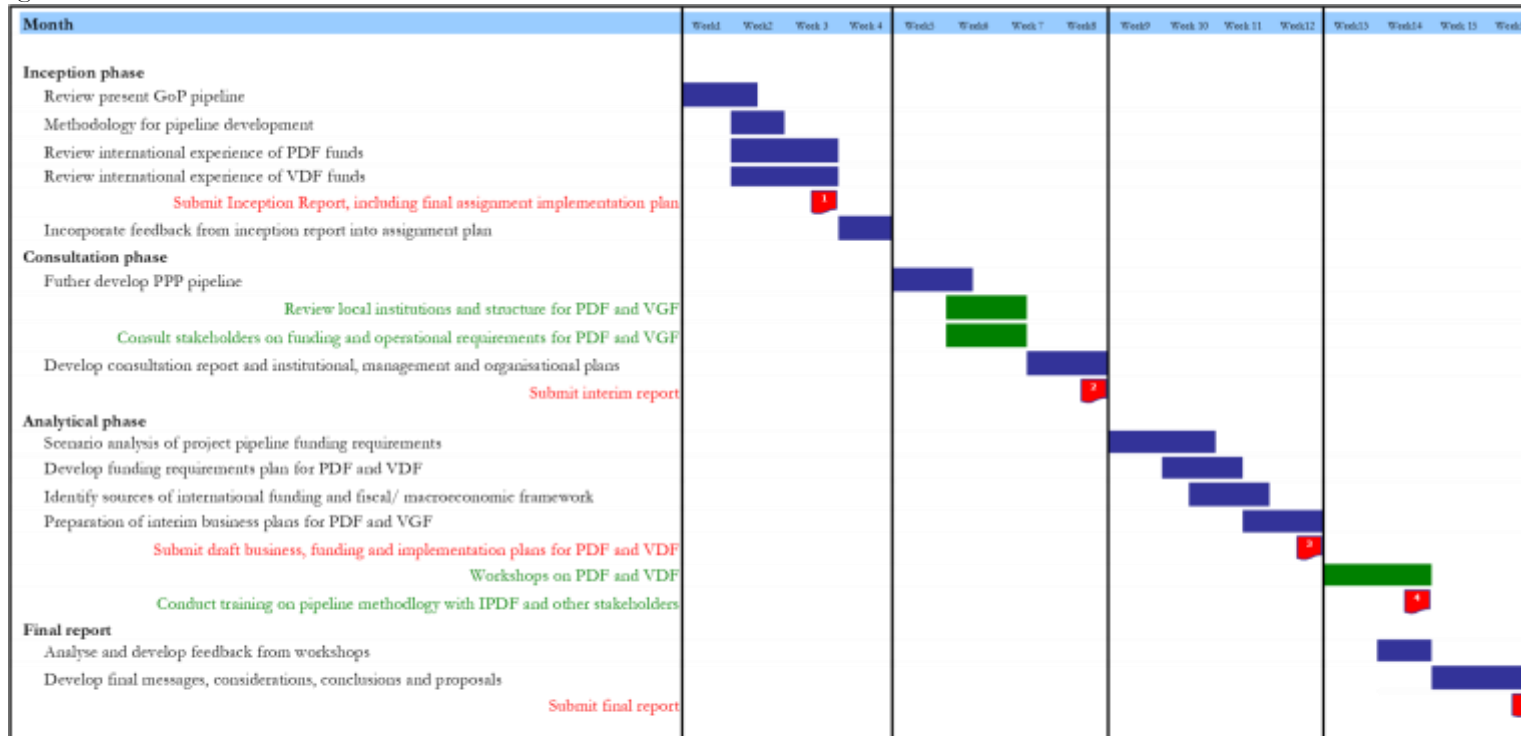 Month Week1 Week2 Week 3 Week 4 Week5 Week6 Week 7 Week8 Week9 Week 10 Week 11 Week12 Week13 Week14 Week 15
Inception phase
Review present GoP pipeline
Methodology for pipeline development
Review international experience of PDF funds
Review international experience of VDF funds
Submit Inception Report, including final assignment implementation plan 1
Incorporate feedback from inception report into assignment plan
Consultation phase
Futher develop PPP pipeline
Review local institutions and structure for PDF and VGF
Consult stakeholders on funding and operational requirements for PDF and VGF
Develop consultation report and institutional, management and organisational plans
Submit interim report 2
Analytical phase
Scenario analysis of project pipeline funding requirements
Develop funding requirements plan for PDF and VDF
Identify sources of international funding and fiscal/ macroeconomic framework
Preparation of interim business plans for PDF and VGF
Submit draft business, funding and implementation plans for PDF and VDF 3
Workshops on PDF and VDF
Conduct training on pipeline methodlogy with IPDF and other stakeholders 4
Final report
Analyse and develop feedback from workshops
Develop final messages, considerations, conclusions and proposals
Submit final report